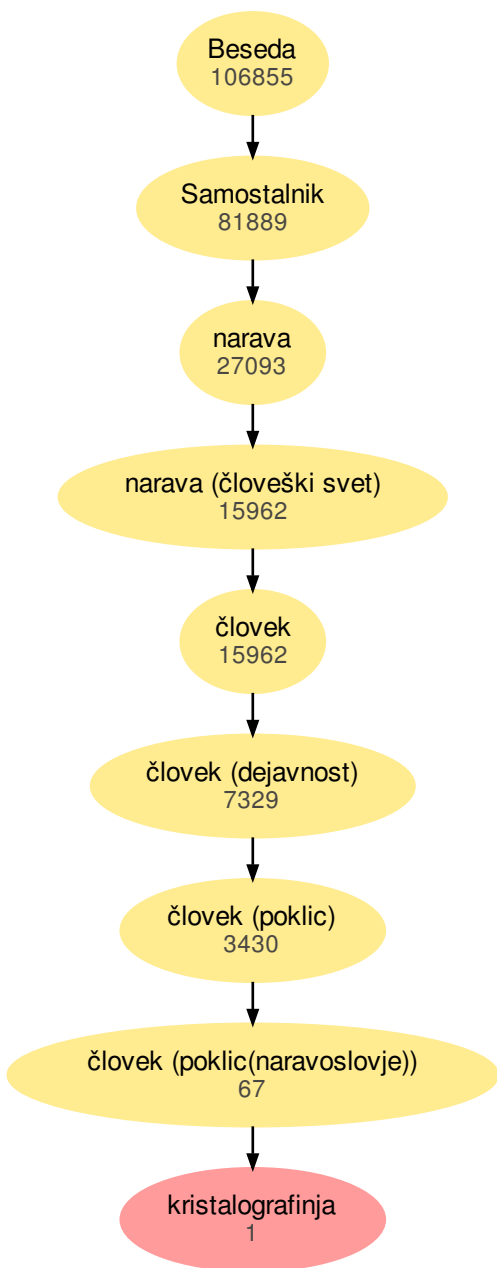 Beseda
106855
Samostalnik
81889
narava
27093
narava (človeški svet)
15962
človek
15962
človek (dejavnost)
7329
človek (poklic)
3430
človek (poklic(naravoslovje))
67
kristalografinja
1